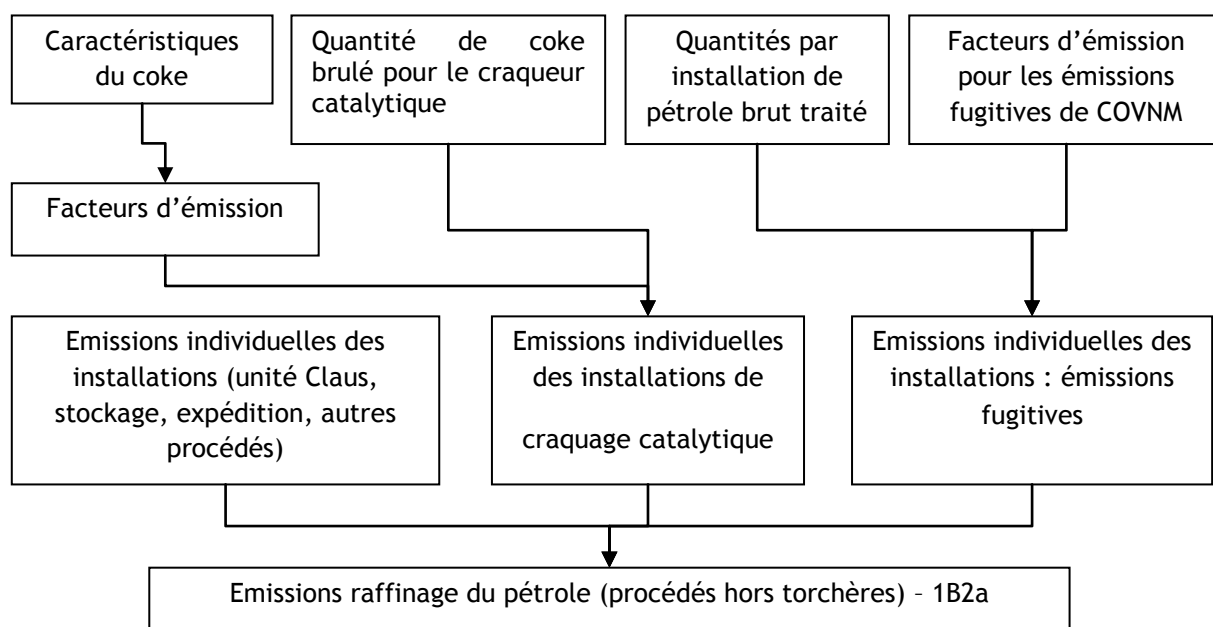 Caractéristiques
du coke
Quantité de coke
brulé pour le craqueur
catalytique
Quantités par
installation de
pétrole brut traité
Facteurs d’émission
pour les émissions
fugitives de COVNM
Facteurs d’émission
Emissions individuelles des
installations (unité Claus,
stockage, expédition, autres
procédés)
Emissions individuelles
des installations de
craquage catalytique
Emissions individuelles des
installations : émissions
fugitives
Emissions raffinage du pétrole (procédés hors torchères) – 1B2a